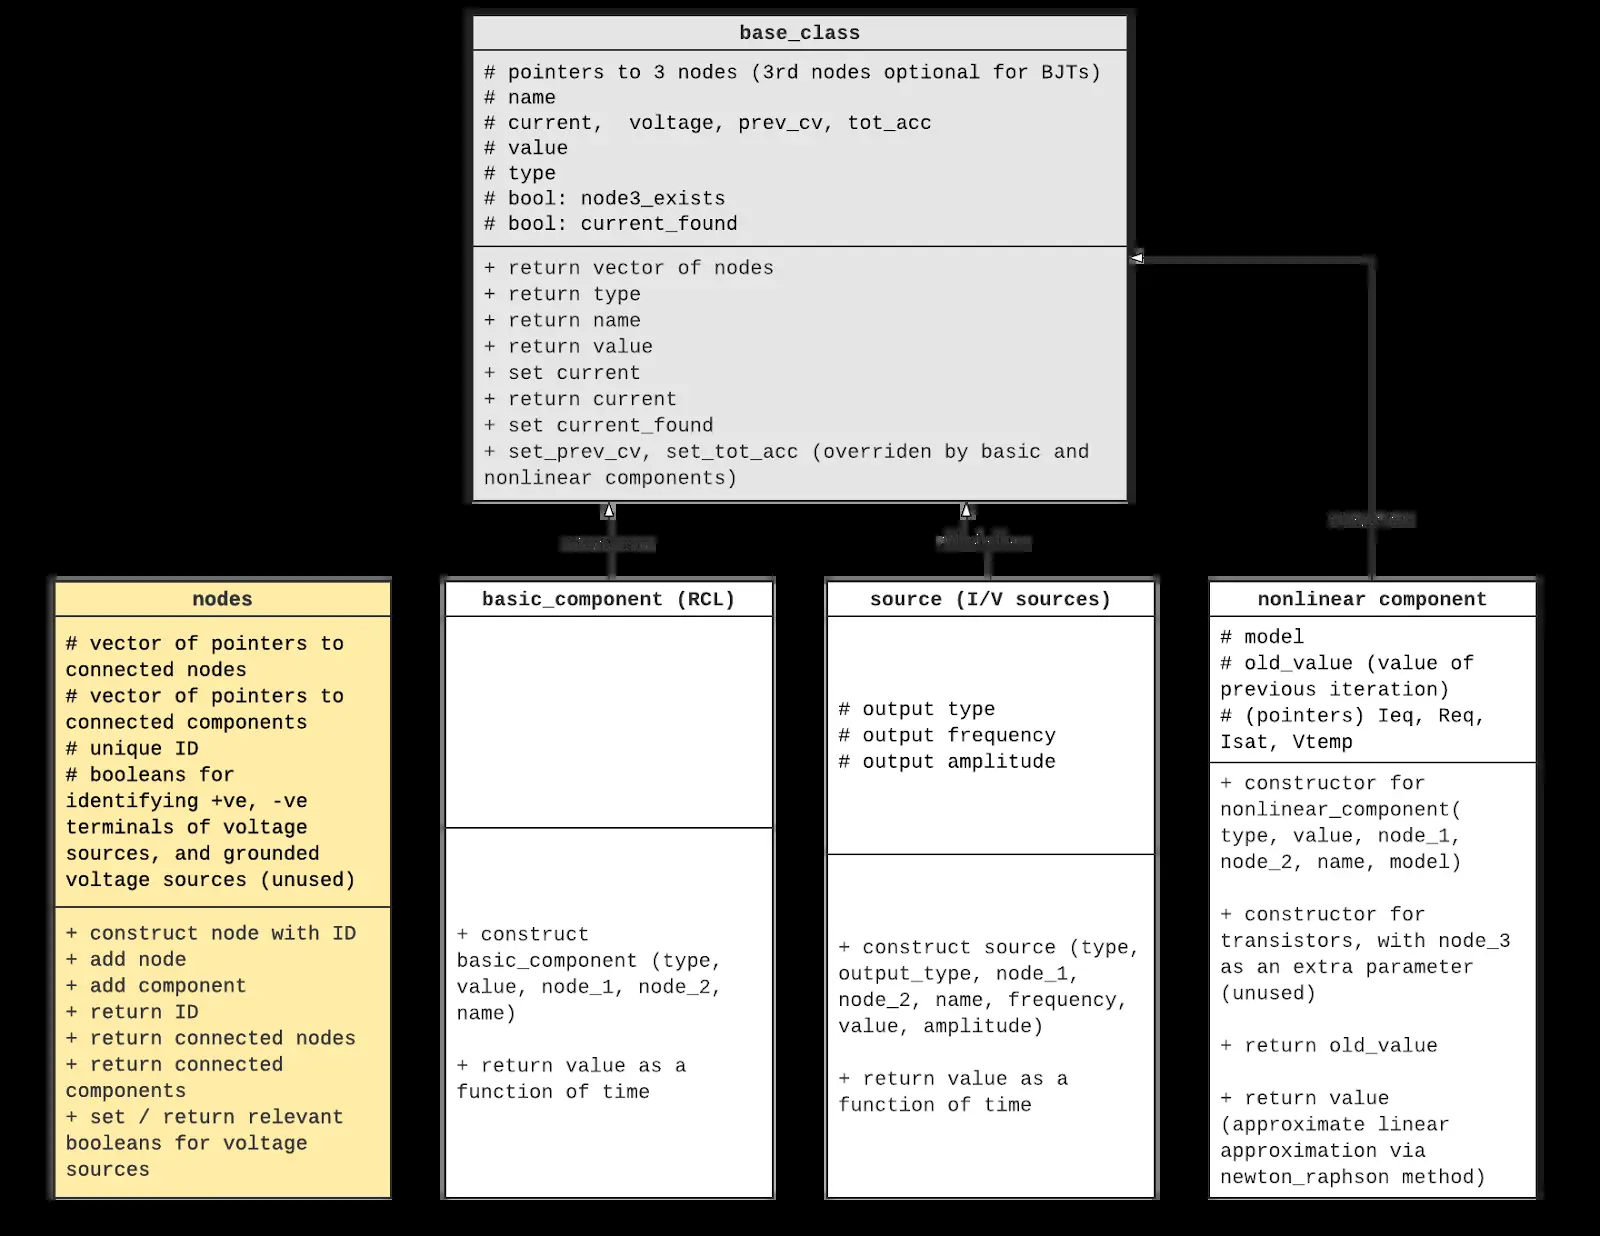 base_class
# pointers to 3 nodes (3rd nodes optional for BJTs)
# name
# current,  voltage, prev_cv, tot_acc
# value
# type
# bool: node3_exists
# bool: current_found
+ return vector of nodes
+ return type
+ return name
+ return value
+ set current
+ return current
+ set current_found
+ set_prev_cv, set_tot_acc (overriden by basic and
nonlinear components)
nodes
# vector of pointers to
connected nodes
# vector of pointers to
connected components
# unique ID
# booleans for
identifying +ve, -ve
terminals of voltage
sources, and grounded
voltage sources (unused)
+ construct node with ID
+ add node
+ add component
+ return ID
+ return connected nodes
+ return connected
components
+ set / return relevant
booleans for voltage
sources
basic_component (RCL)
+ construct
basic_component (type,
value, node_1, node_2,
name)
+ return value as a
function of time
source (I/V sources)
# output type
# output frequency
# output amplitude
+ construct source (type,
output_type, node_1,
node_2, name, frequency,
value, amplitude)
+ return value as a
function of time
nonlinear component
# model
# old_value (value of
previous iteration)
# (pointers) Ieq, Req,
Isat, Vtemp
+ constructor for
nonlinear_component(
type, value, node_1,
node_2, name, model)
+ constructor for
transistors, with node_3
as an extra parameter
(unused)
+ return old_value
+ return value
(approximate linear
approximation via
newton_raphson method)